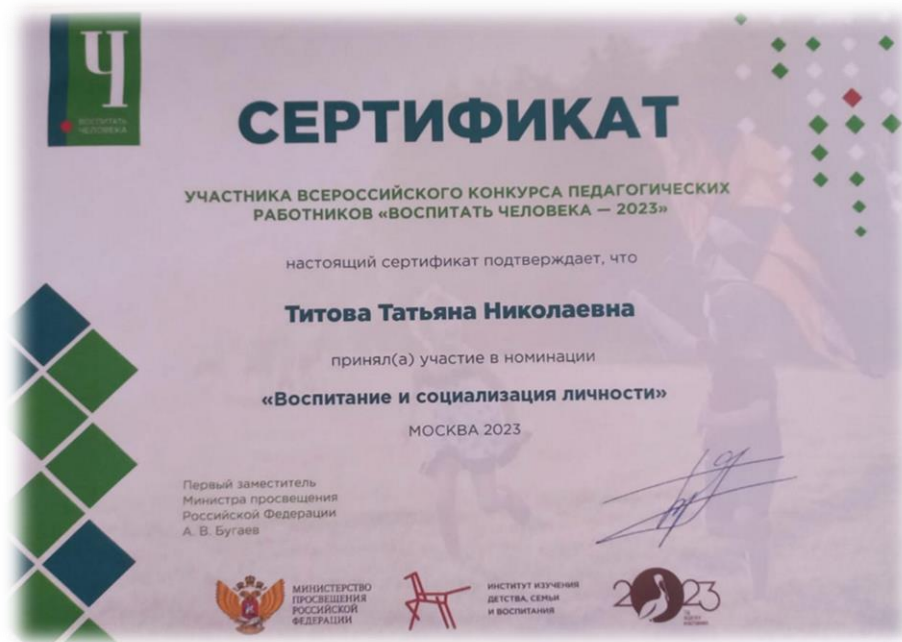 Ч
ВОСПИТАТЬ
ЧЕЛОВЕКА
СЕРТИФИКАТ
УЧАСТНИКА ВСЕРОССИЙСКОГО КОНКУРСА ПЕДАГОГИЧЕСКИХ
РАБОТНИКОВ «ВОСПИТАТЬ ЧЕЛОВЕКА — 2023»
настоящий сертификат подтверждает, что
Титова Татьяна Николаевна
принял(а) участие в номинации
«Воспитание и социализация личности»
МОСКВА 2023
Первый заместитель
Министра просвещения
Российской Федерации
А. В. Бугаев
МИНИСТЕРСТВО
ПРОСВЕЩЕНИЯ
РОССИЙСКОЙ
ФЕДЕРАЦИИ
ИНСТИТУТ ИЗУЧЕНИЯ
ДЕТСТВА, СЕМЬИ
И ВОСПИТАНИЯ
2023